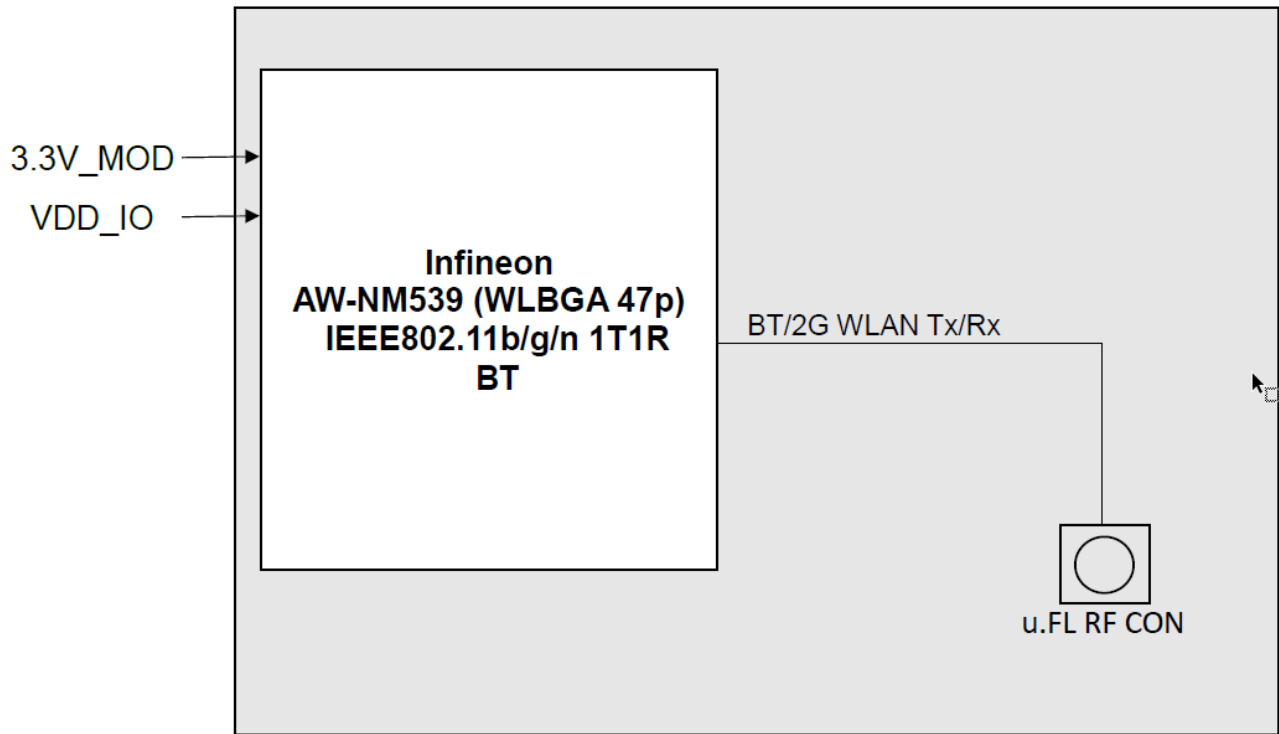 3.3V_MOD
VDD_IO
Infineon
AW-NM539 (WLBGA 47p)
IEEE802.11b/g/n 1T1R
BT
BT/2G WLAN Tx/Rx
u.FL RF CON